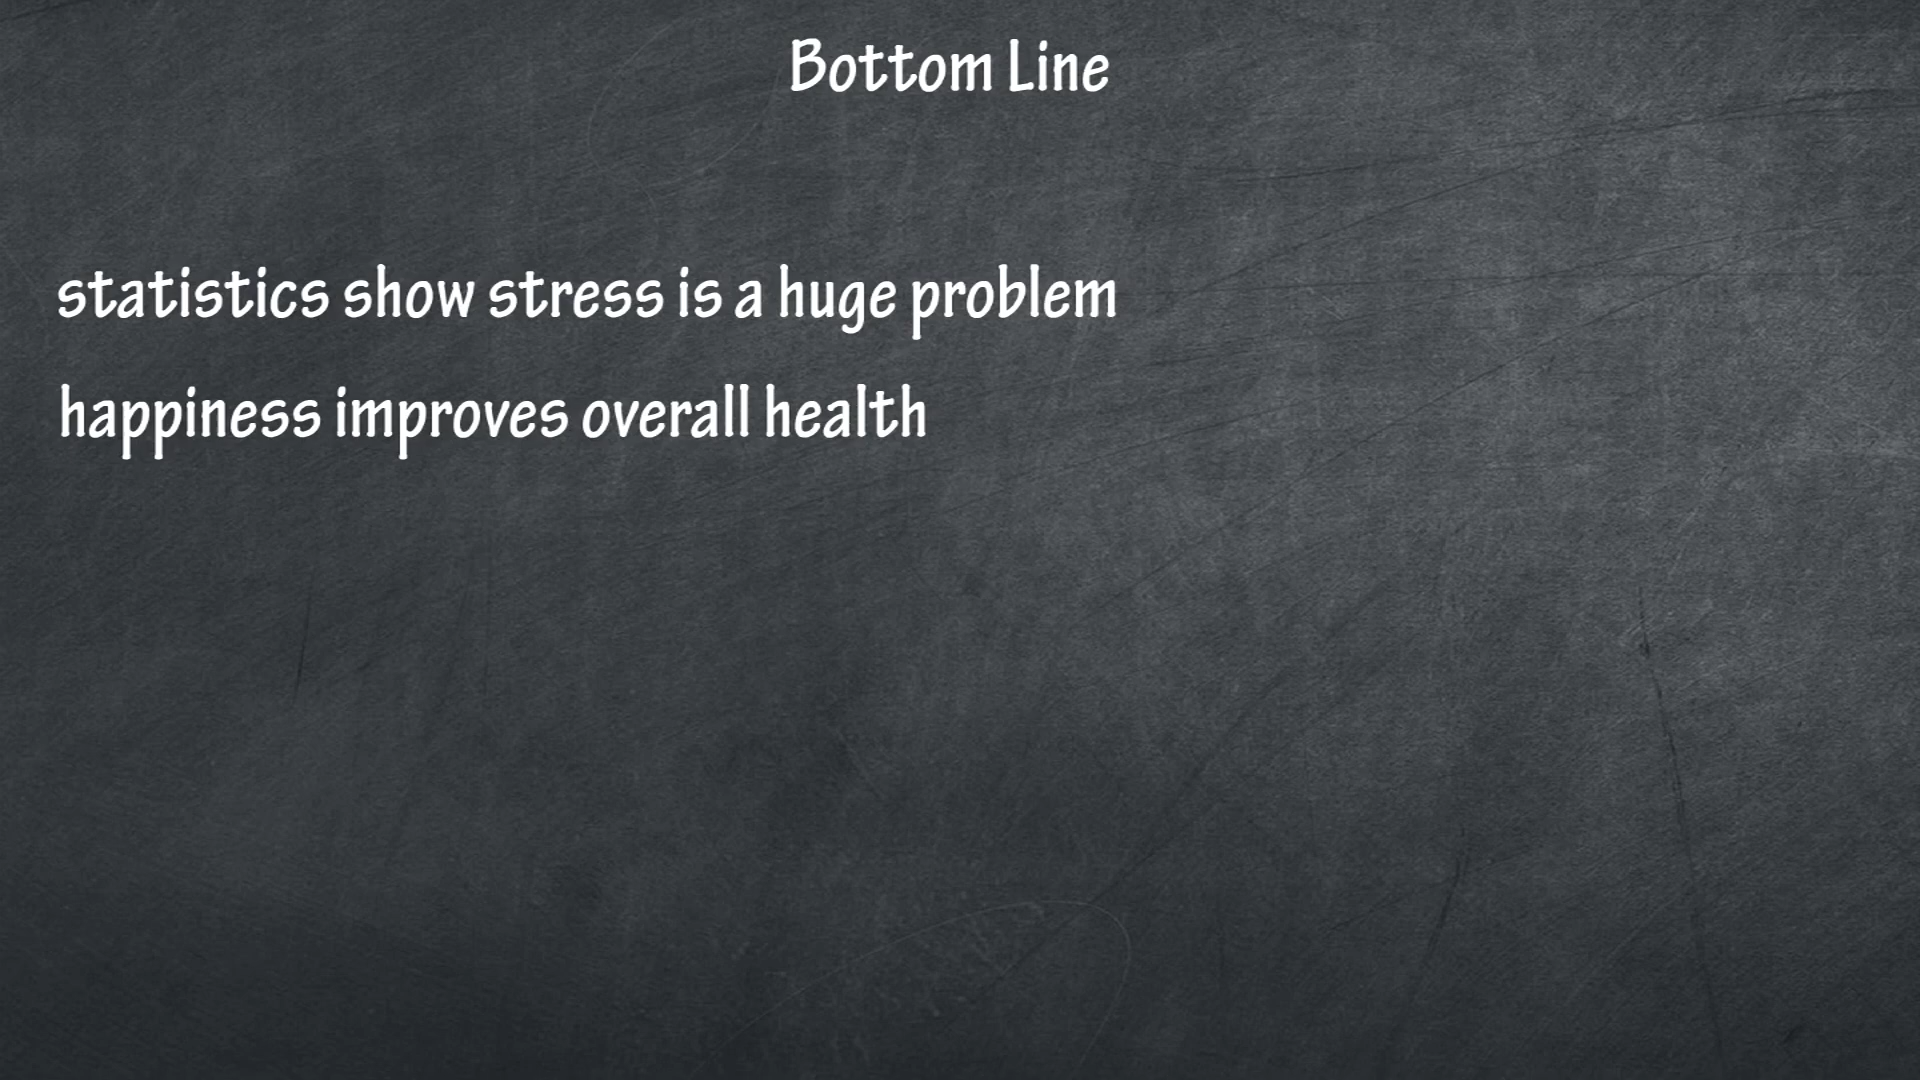 Bottom Line
statistics show stress is a huge problem
happiness improves overall health